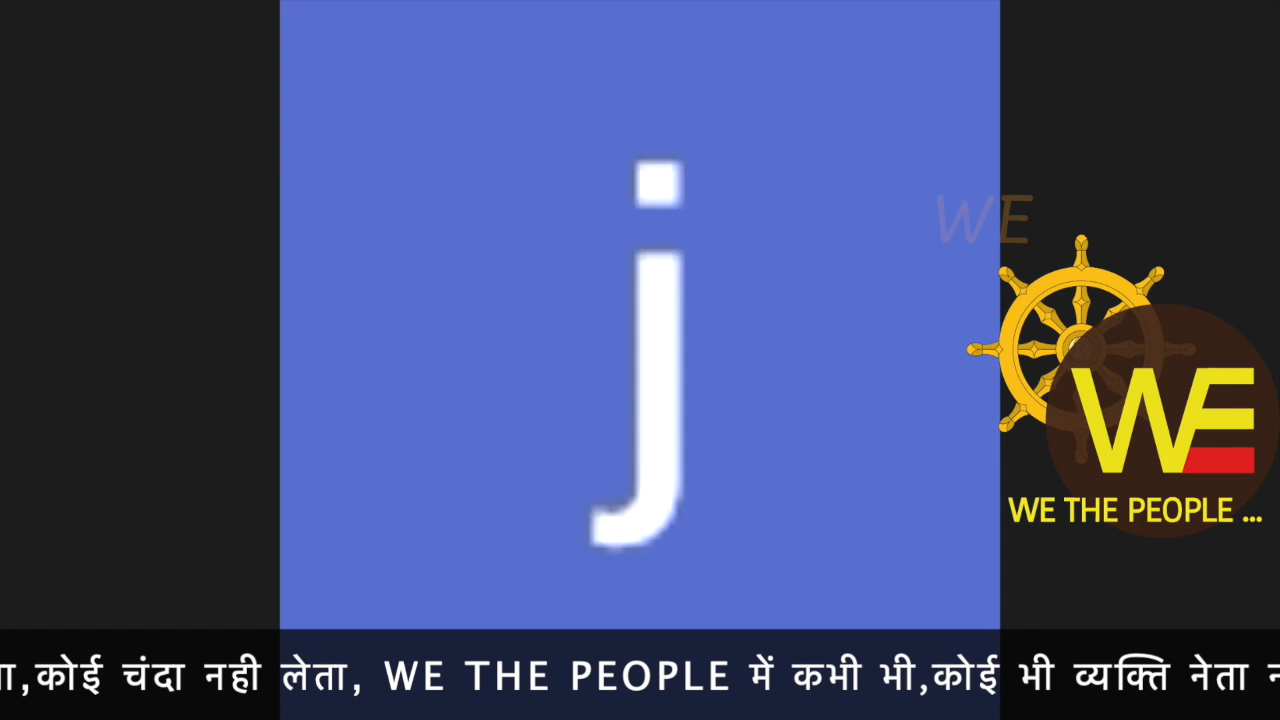 j
WE
WE
WE THE PEOPLE ...
,कोई चंदा नही लेता, WE THE PEOPLE में कभी भी,कोई भी व्यक्ति नेता